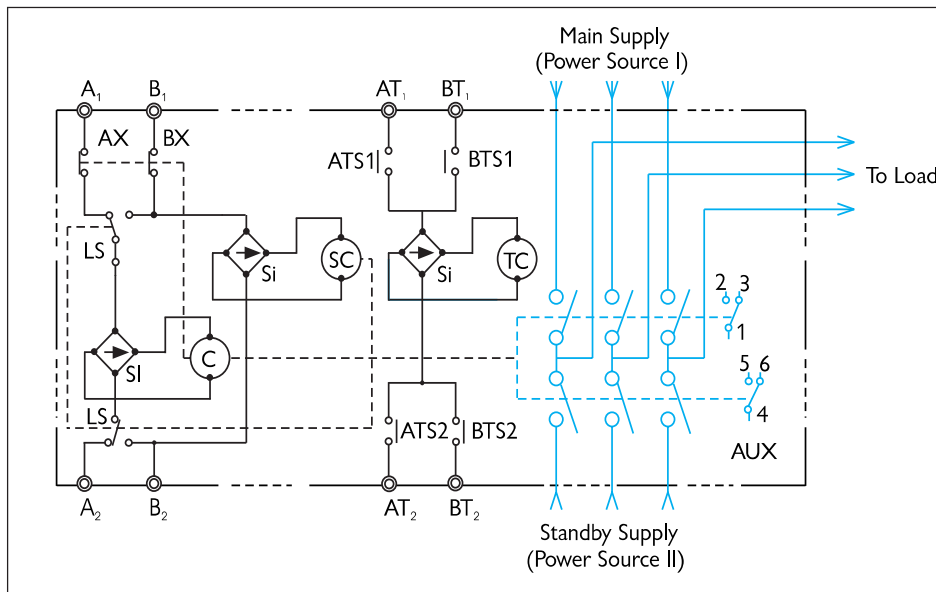 Main Supply
(Power Source I)
A₁ B₁ AT₁ BT₁
AX BX
ATS1 BTS1
To Load
LS
Si SC Si TC
2 3
1
SI C
5 6
4
LS
ATS2 BTS2
AUX
A₂ B₂ AT₂ BT₂
Standby Supply
(Power Source II)